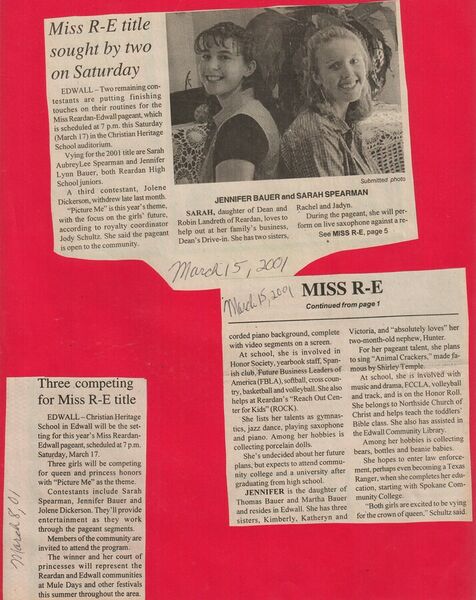 Miss R-E title
sought by two
on Saturday
EDWALL – Two remaining con-
testants are putting finishing
touches on their routines for the
Miss Reardan-Edwall pageant, which
is scheduled at 7 p.m. this Saturday
(March 17) in the Christian Heritage
School auditorium.
Vying for the 2001 title are Sarah
AubreyLee Spearman and Jennifer
Lynn Bauer, both Reardan High
School juniors.
A third contestant, Jolene
Dickerson, withdrew late last month.
"Picture Me" is this year's theme,
with the focus on the girls' future,
according to royalty coordinator
Jody Schultz. She said the pageant
is open to the community.
Submitted photo
JENNIFER BAUER and SARAH SPEARMAN
SARAH, daughter of Dean and
Robin Landreth of Reardan, loves to
help out at her family's business,
Dean's Drive-in. She has two sisters,
Rachel and Jadyn.
During the pageant, she will per-
form on live saxophone against a re-
See MISS R-E, page 5
March 15, 2001
March 15, 2001
MISS R-E
Continued from page 1
corded piano background, complete
with video segments on a screen.
At school, she is involved in
Honor Society, yearbook staff, Span-
ish club, Future Business Leaders of
America (FBLA), softball, cross coun-
try, basketball and volleyball. She also
helps at Reardan's "Reach Out Cen-
ter for Kids" (ROCK).
She lists her talents as gymnas-
tics, jazz dance, playing saxophone
and piano. Among her hobbies is
collecting porcelain dolls.
She's undecided about her future
plans, but expects to attend commu-
nity college and a university after
graduating from high school.
JENNIFER is the daughter of
Thomas Bauer and Martha Bauer
and resides in Edwall. She has three
sisters, Kimberly, Katheryn and
Victoria, and "absolutely loves" her
two-month-old nephew, Hunter.
For her pageant talent, she plans
to sing "Animal Crackers," made fa-
mous by Shirley Temple.
At school, she is involved with
music and drama, FCCLA, volleyball,
and track, and is on the Honor Roll.
She belongs to Northside Church of
Christ and helps teach the toddlers'
Bible class. She also has assisted in
the Edwall Community Library.
Among her hobbies is collecting
bears, bottles and beanie babies.
She hopes to enter law enforce-
ment, perhaps even becoming a Texas
Ranger, when she completes her edu-
cation, starting with Spokane Com-
munity College.
"Both girls are excited to be vying
for the crown of queen," Schultz said.
Three competing
for Miss R-E title
EDWALL – Christian Heritage
School in Edwall will be the set-
ting for this year's Miss Reardan-
Edwall pageant, scheduled at 7 p.m.
Saturday, March 17.
Three girls will be competing
for queen and princess honors
with "Picture Me" as the theme.
Contestants include Sarah
Spearman, Jennifer Bauer and
Jolene Dickerson. They'll provide
entertainment as they work
through the pageant segments.
Members of the community are
invited to attend the program.
The winner and her court of
princesses will represent the
Reardan and Edwall communities
at Mule Days and other festivals
this summer throughout the area.
March 8, 01